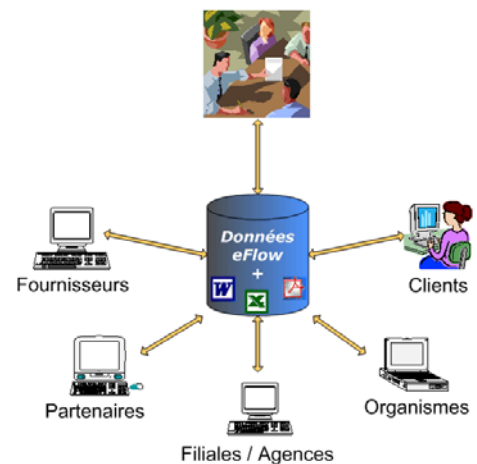 Données
eFlow
+
W
X
Fournisseurs
Clients
Partenaires
Organismes
Filiales / Agences